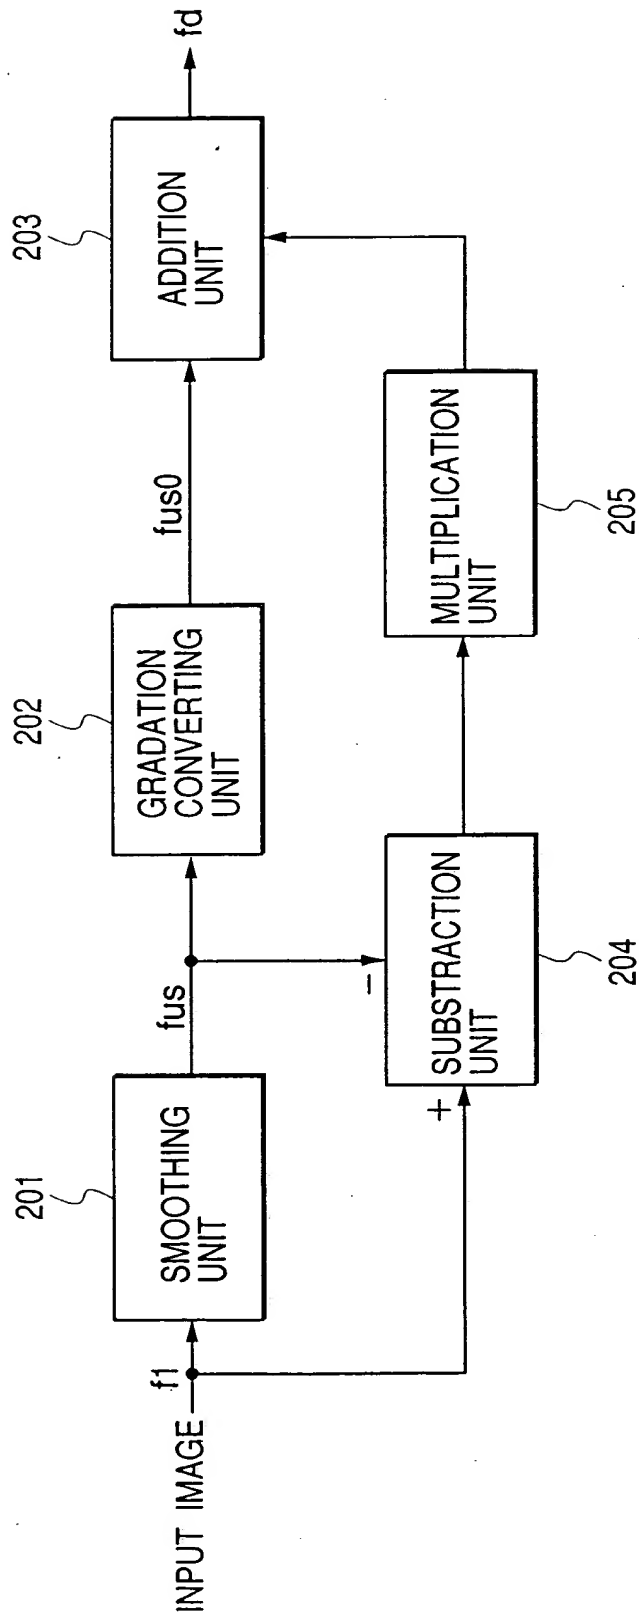 INPUT IMAGE
f1
201
SMOOTHING
UNIT
fus
202
GRADATION
CONVERTING
UNIT
fus0
203
ADDITION
UNIT
fd
+
-
SUBSTRACTION
UNIT
204
MULTIPLICATION
UNIT
205